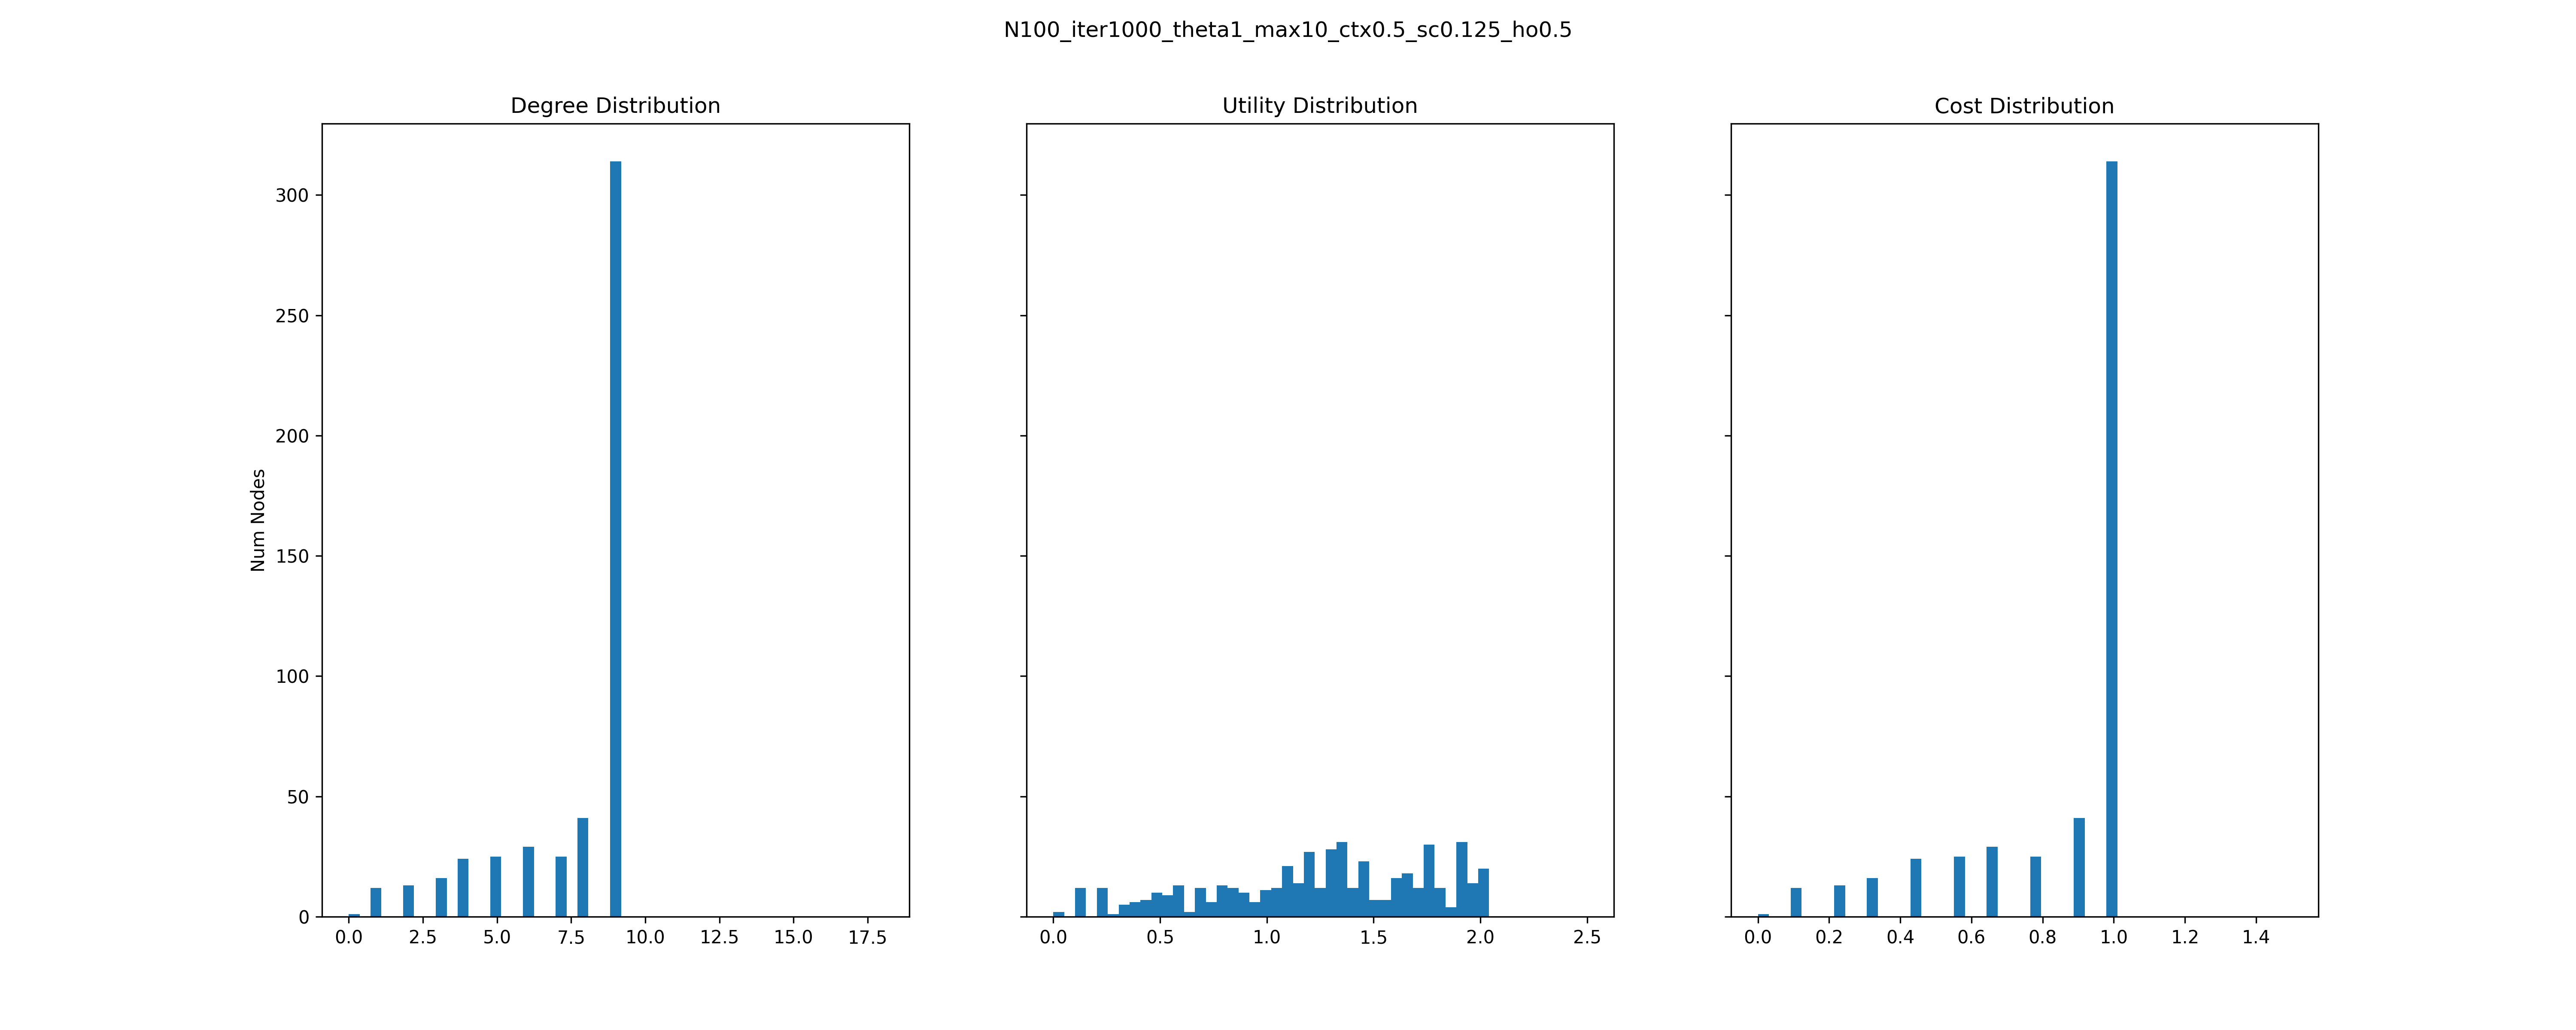 N100_iter1000_theta1_max10_ctx0.5_sc0.125_ho0.5
Degree Distribution
Utility Distribution
Cost Distribution
Num Nodes
300
250
200
150
100
50
0
0.0 2.5 5.0 7.5 10.0 12.5 15.0 17.5
0.0 0.5 1.0 1.5 2.0 2.5
0.0 0.2 0.4 0.6 0.8 1.0 1.2 1.4